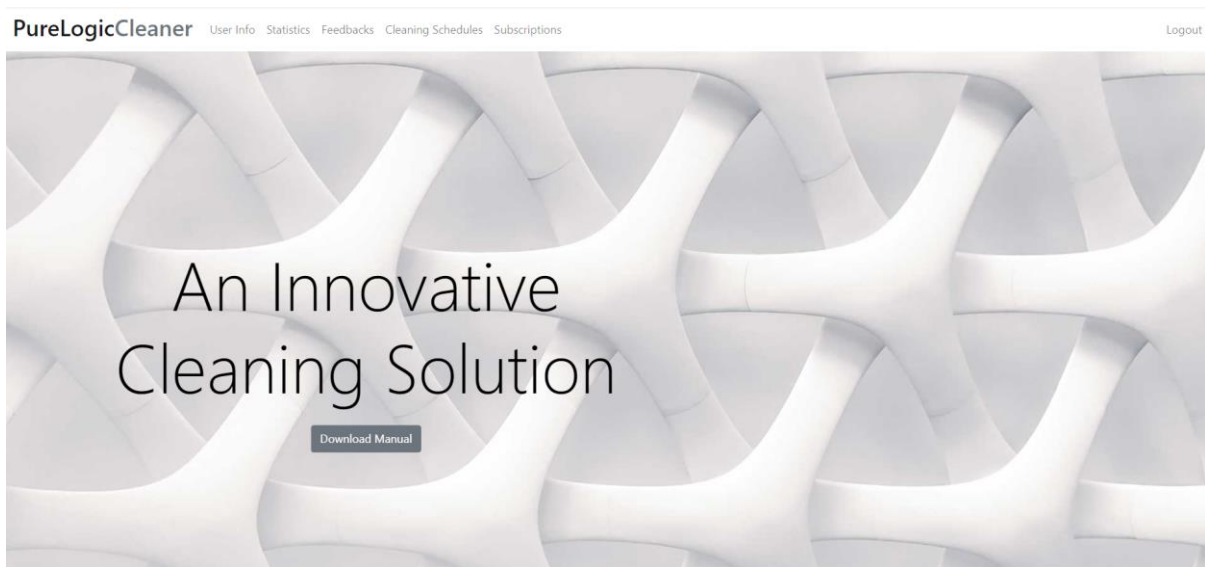 PureLogicCleaner User Info Statistics Feedbacks Cleaning Schedules Subscriptions Logout
An Innovative
Cleaning Solution
Download Manual